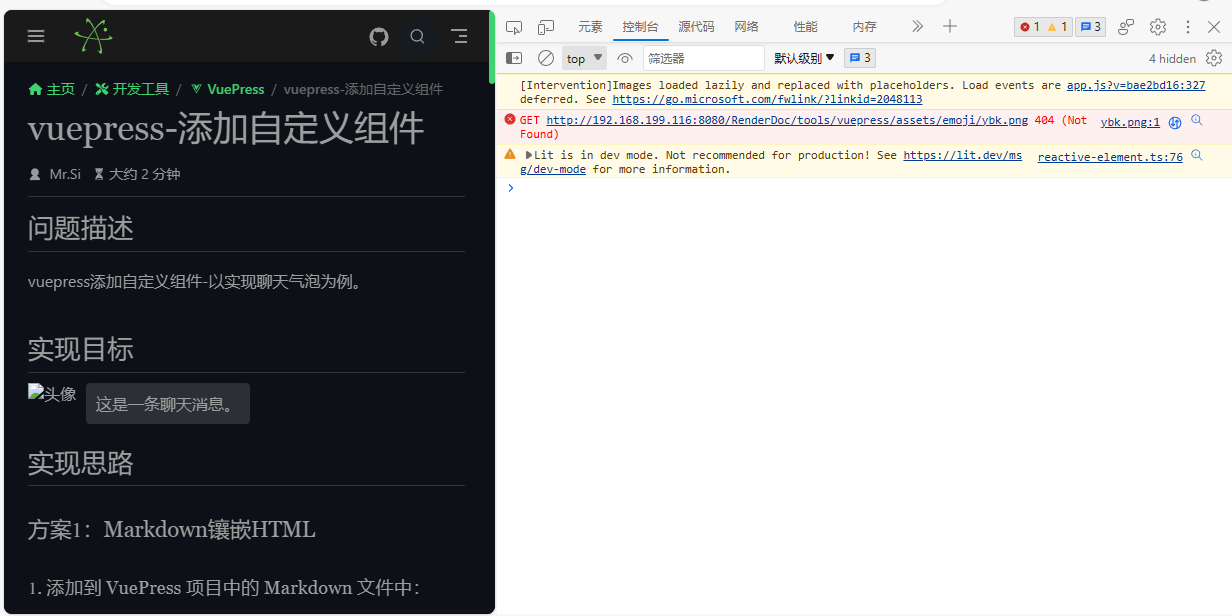 主页 / 开发工具 / VuePress / vuepress-添加自定义组件
vuepress-添加自定义组件
Mr.Si 大约 2 分钟
问题描述
vuepress添加自定义组件-以实现聊天气泡为例。
实现目标
头像 这是一条聊天消息。
实现思路
方案1：Markdown镶嵌HTML
1. 添加到 VuePress 项目中的 Markdown 文件中：
元素 控制台 源代码 网络 性能 内存 1 1 3
top 筛选器 默认级别 3 4 hidden
[Intervention]Images loaded lazily and replaced with placeholders. Load events are app.js?v=bae2bd16:327
deferred. See https://go.microsoft.com/fwlink/?linkid=2048113
GET http://192.168.199.116:8080/RenderDoc/tools/vuepress/assets/emoji/ybk.png 404 (Not ybk.png:1
Found)
Lit is in dev mode. Not recommended for production! See https://lit.dev/ms reactive-element.ts:76
g/dev-mode for more information.